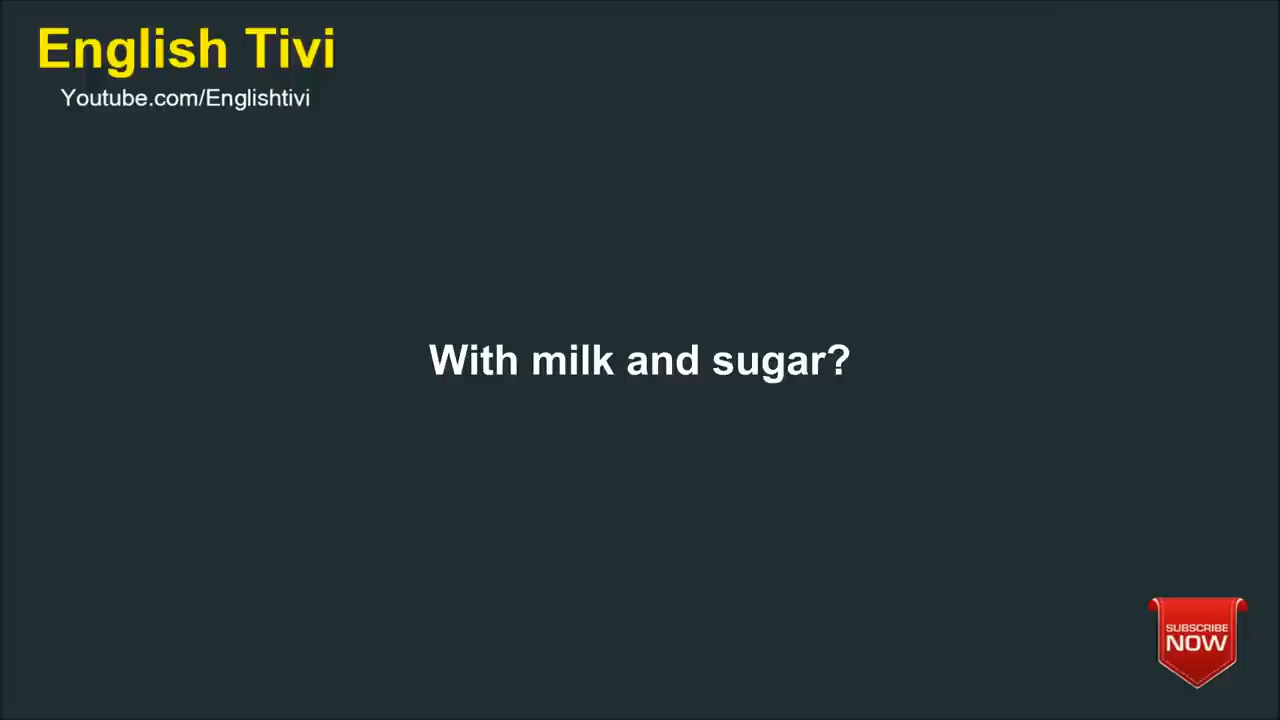 English Tivi
Youtube.com/Englishtivi
With milk and sugar?
SUBSCRIBE
NOW